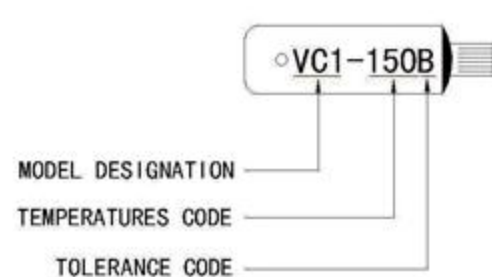 VC1-150B
MODEL DESIGNATION
TEMPERATURES CODE
TOLERANCE CODE